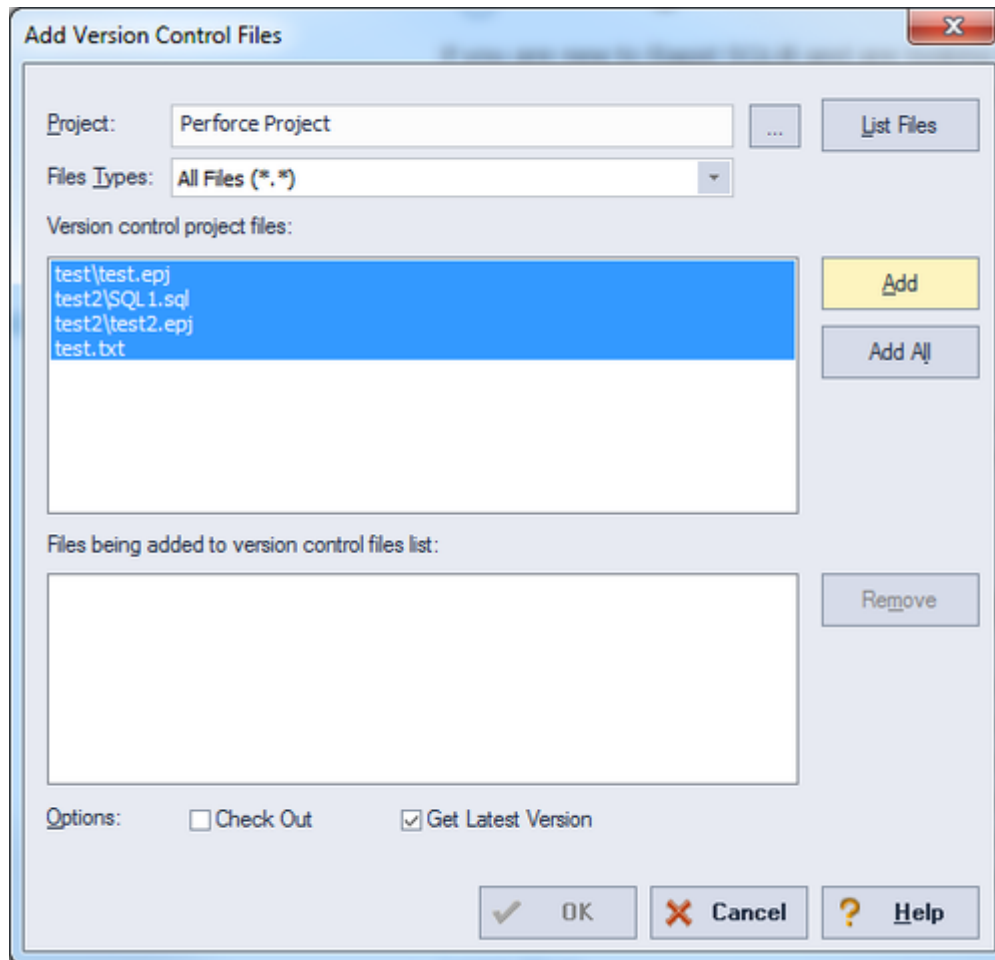 Add Version Control Files
Project:
Perforce Project
...
List Files
Files Types:
All Files (*.*)
Version control project files:
test\test.epj
test2\SQL1.sql
test2\test2.epj
test.txt
Add
Add All
Files being added to version control files list:
Remove
Options:
Check Out
Get Latest Version
OK
Cancel
? Help